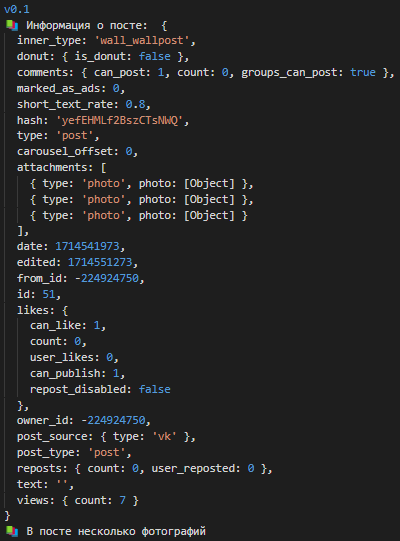 v0.1
📚 Информация о посте:  {
  inner_type: 'wall_wallpost',
  donut: { is_donut: false },
  comments: { can_post: 1, count: 0, groups_can_post: true },
  marked_as_ads: 0,
  short_text_rate: 0.8,
  hash: 'yefEHMLf2BszCTsNWQ',
  type: 'post',
  carousel_offset: 0,
  attachments: [
    { type: 'photo', photo: [Object] },
    { type: 'photo', photo: [Object] },
    { type: 'photo', photo: [Object] }
  ],
  date: 1714541973,
  edited: 1714551273,
  from_id: -224924750,
  id: 51,
  likes: {
    can_like: 1,
    count: 0,
    user_likes: 0,
    can_publish: 1,
    repost_disabled: false
  },
  owner_id: -224924750,
  post_source: { type: 'vk' },
  post_type: 'post',
  reposts: { count: 0, user_reposted: 0 },
  text: '',
  views: { count: 7 }
}
📚 В посте несколько фотографий